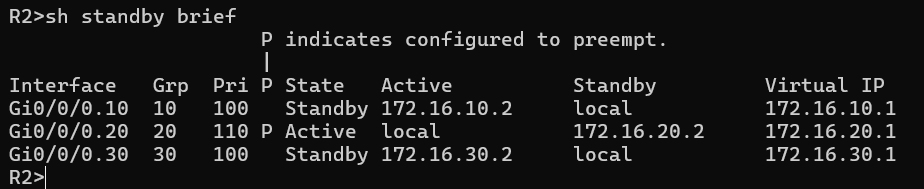 R2>sh standby brief
                     P indicates configured to preempt.
                     |
Interface   Grp  Pri P State   Active          Standby         Virtual IP
Gi0/0/0.10  10   100   Standby 172.16.10.2     local           172.16.10.1
Gi0/0/0.20  20   110 P Active  local           172.16.20.2     172.16.20.1
Gi0/0/0.30  30   100   Standby 172.16.30.2     local           172.16.30.1
R2>